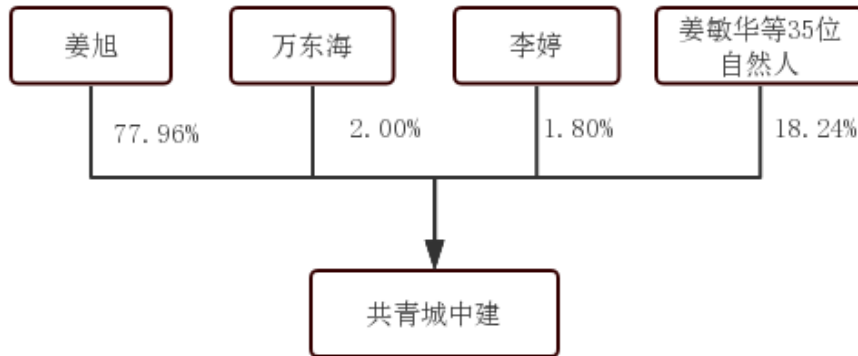 姜旭
万东海
李婷
姜敏华等35位
自然人
77.96%
2.00%
1.80%
18.24%
共青城中建